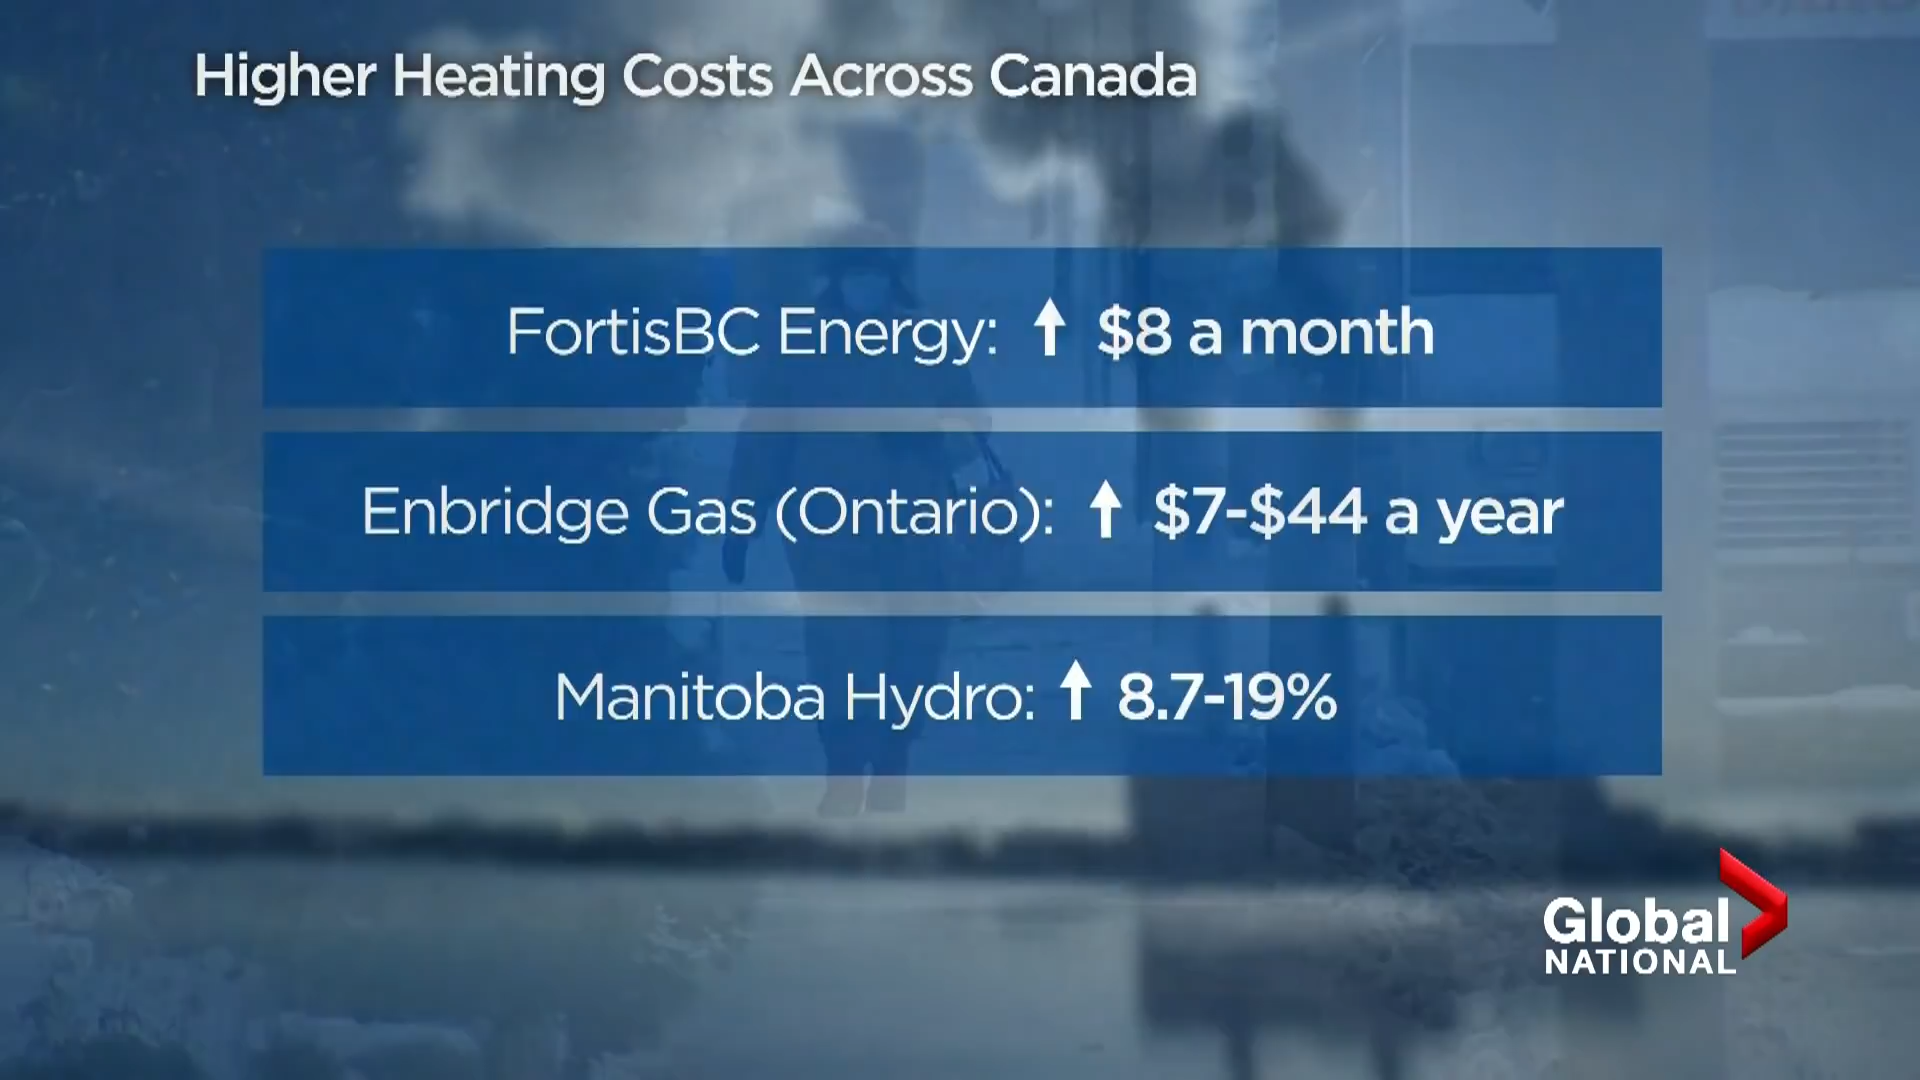 Higher Heating Costs Across Canada
FortisBC Energy: ↑ $8 a month
Enbridge Gas (Ontario): ↑ $7-$44 a year
Manitoba Hydro: ↑ 8.7-19%
Global
NATIONAL